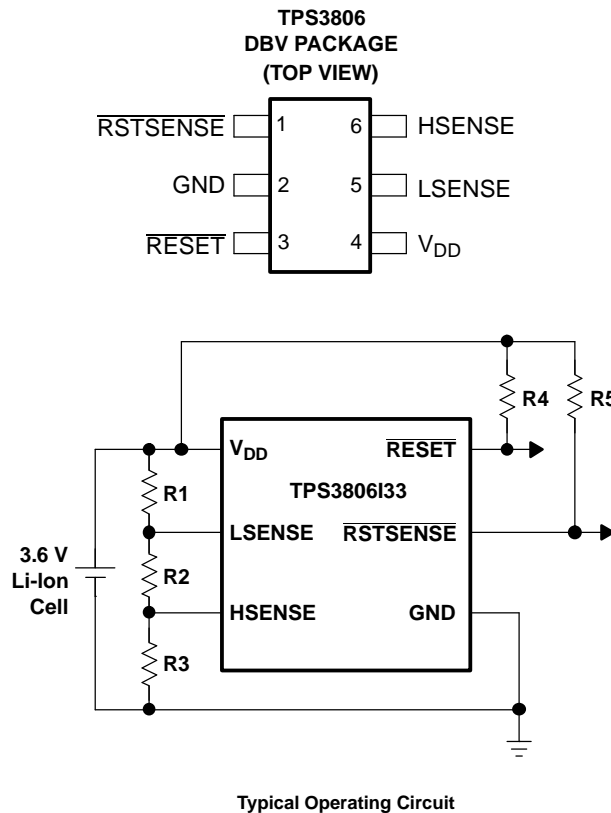 TPS3806
DBV PACKAGE
(TOP VIEW)
RSTSENSE 1 6 HSENSE
GND 2 5 LSENSE
RESET 3 4 VDD
R4 R5
VDD RESET
R1 TPS3806I33
LSENSE RSTSENSE
3.6 V
Li-Ion
Cell
R2
HSENSE GND
R3
Typical Operating Circuit